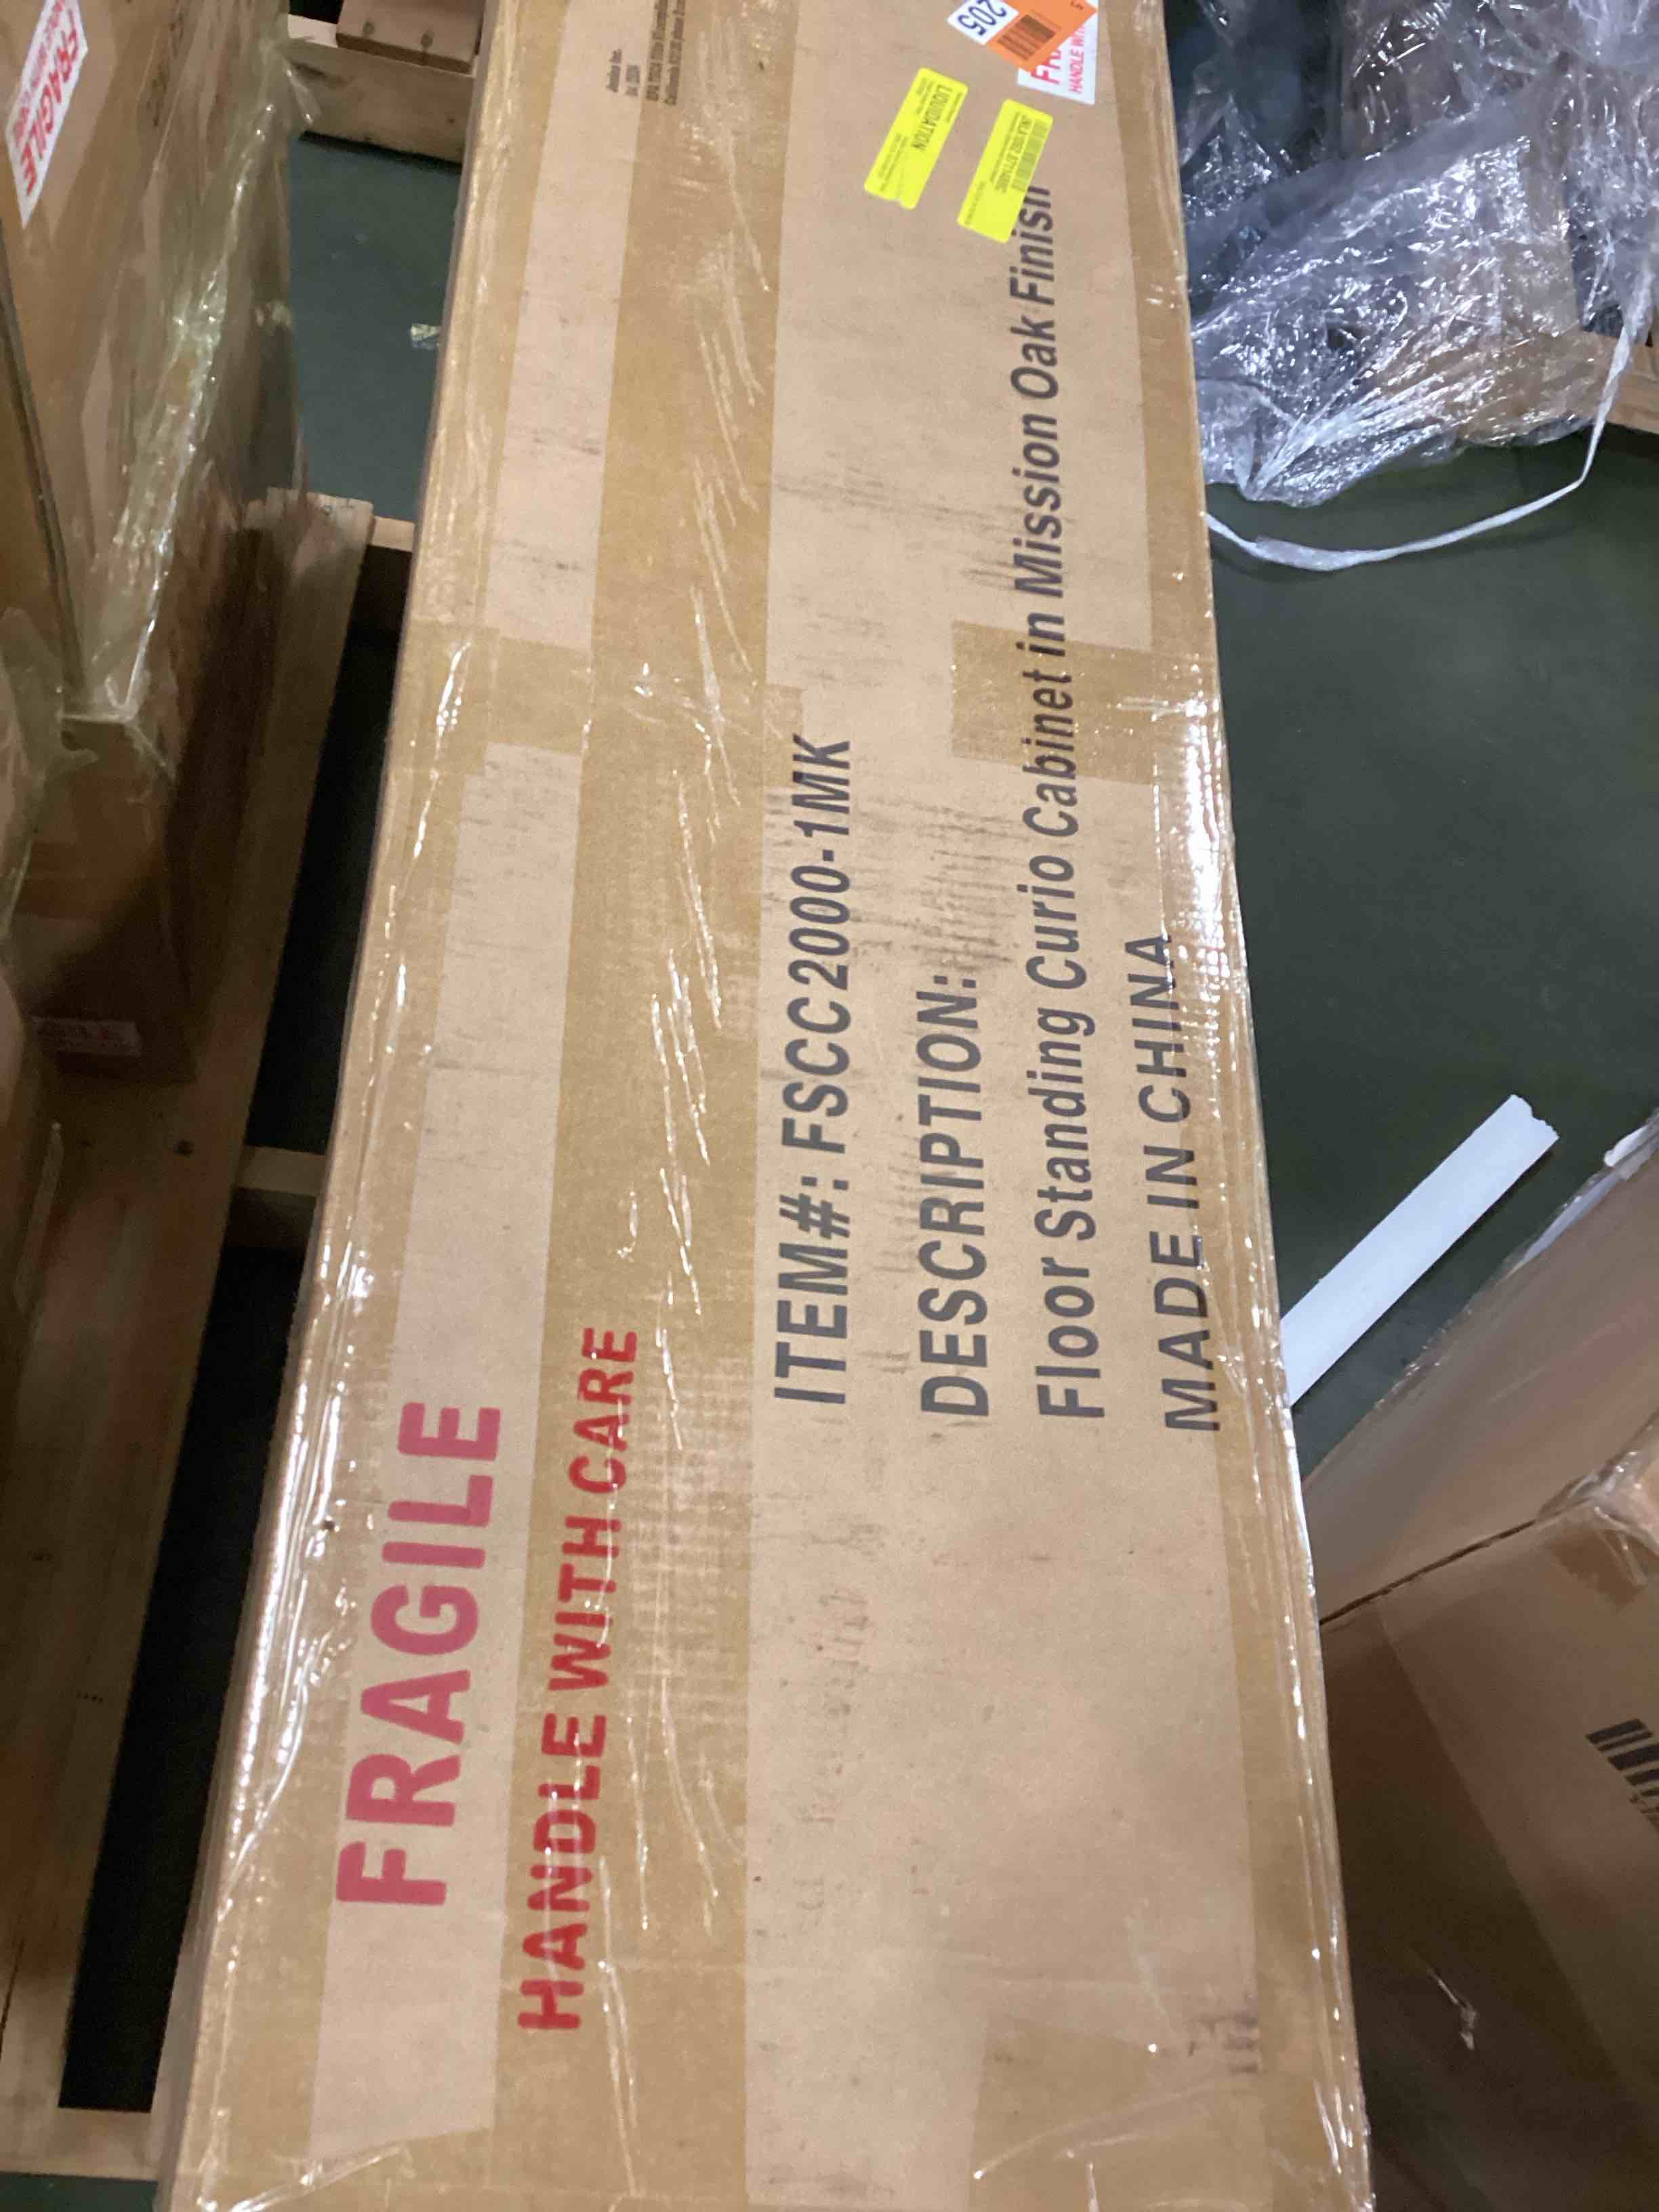 FRAGILE
HANDLE WITH CARE
ITEM#: FSCC2000-1MK
DESCRIPTION:
Floor Standing Curio Cabinet in Mission Oak Finish
MADE IN CHINA
LIQUIDATION
205
HANDLE
FRAGILE